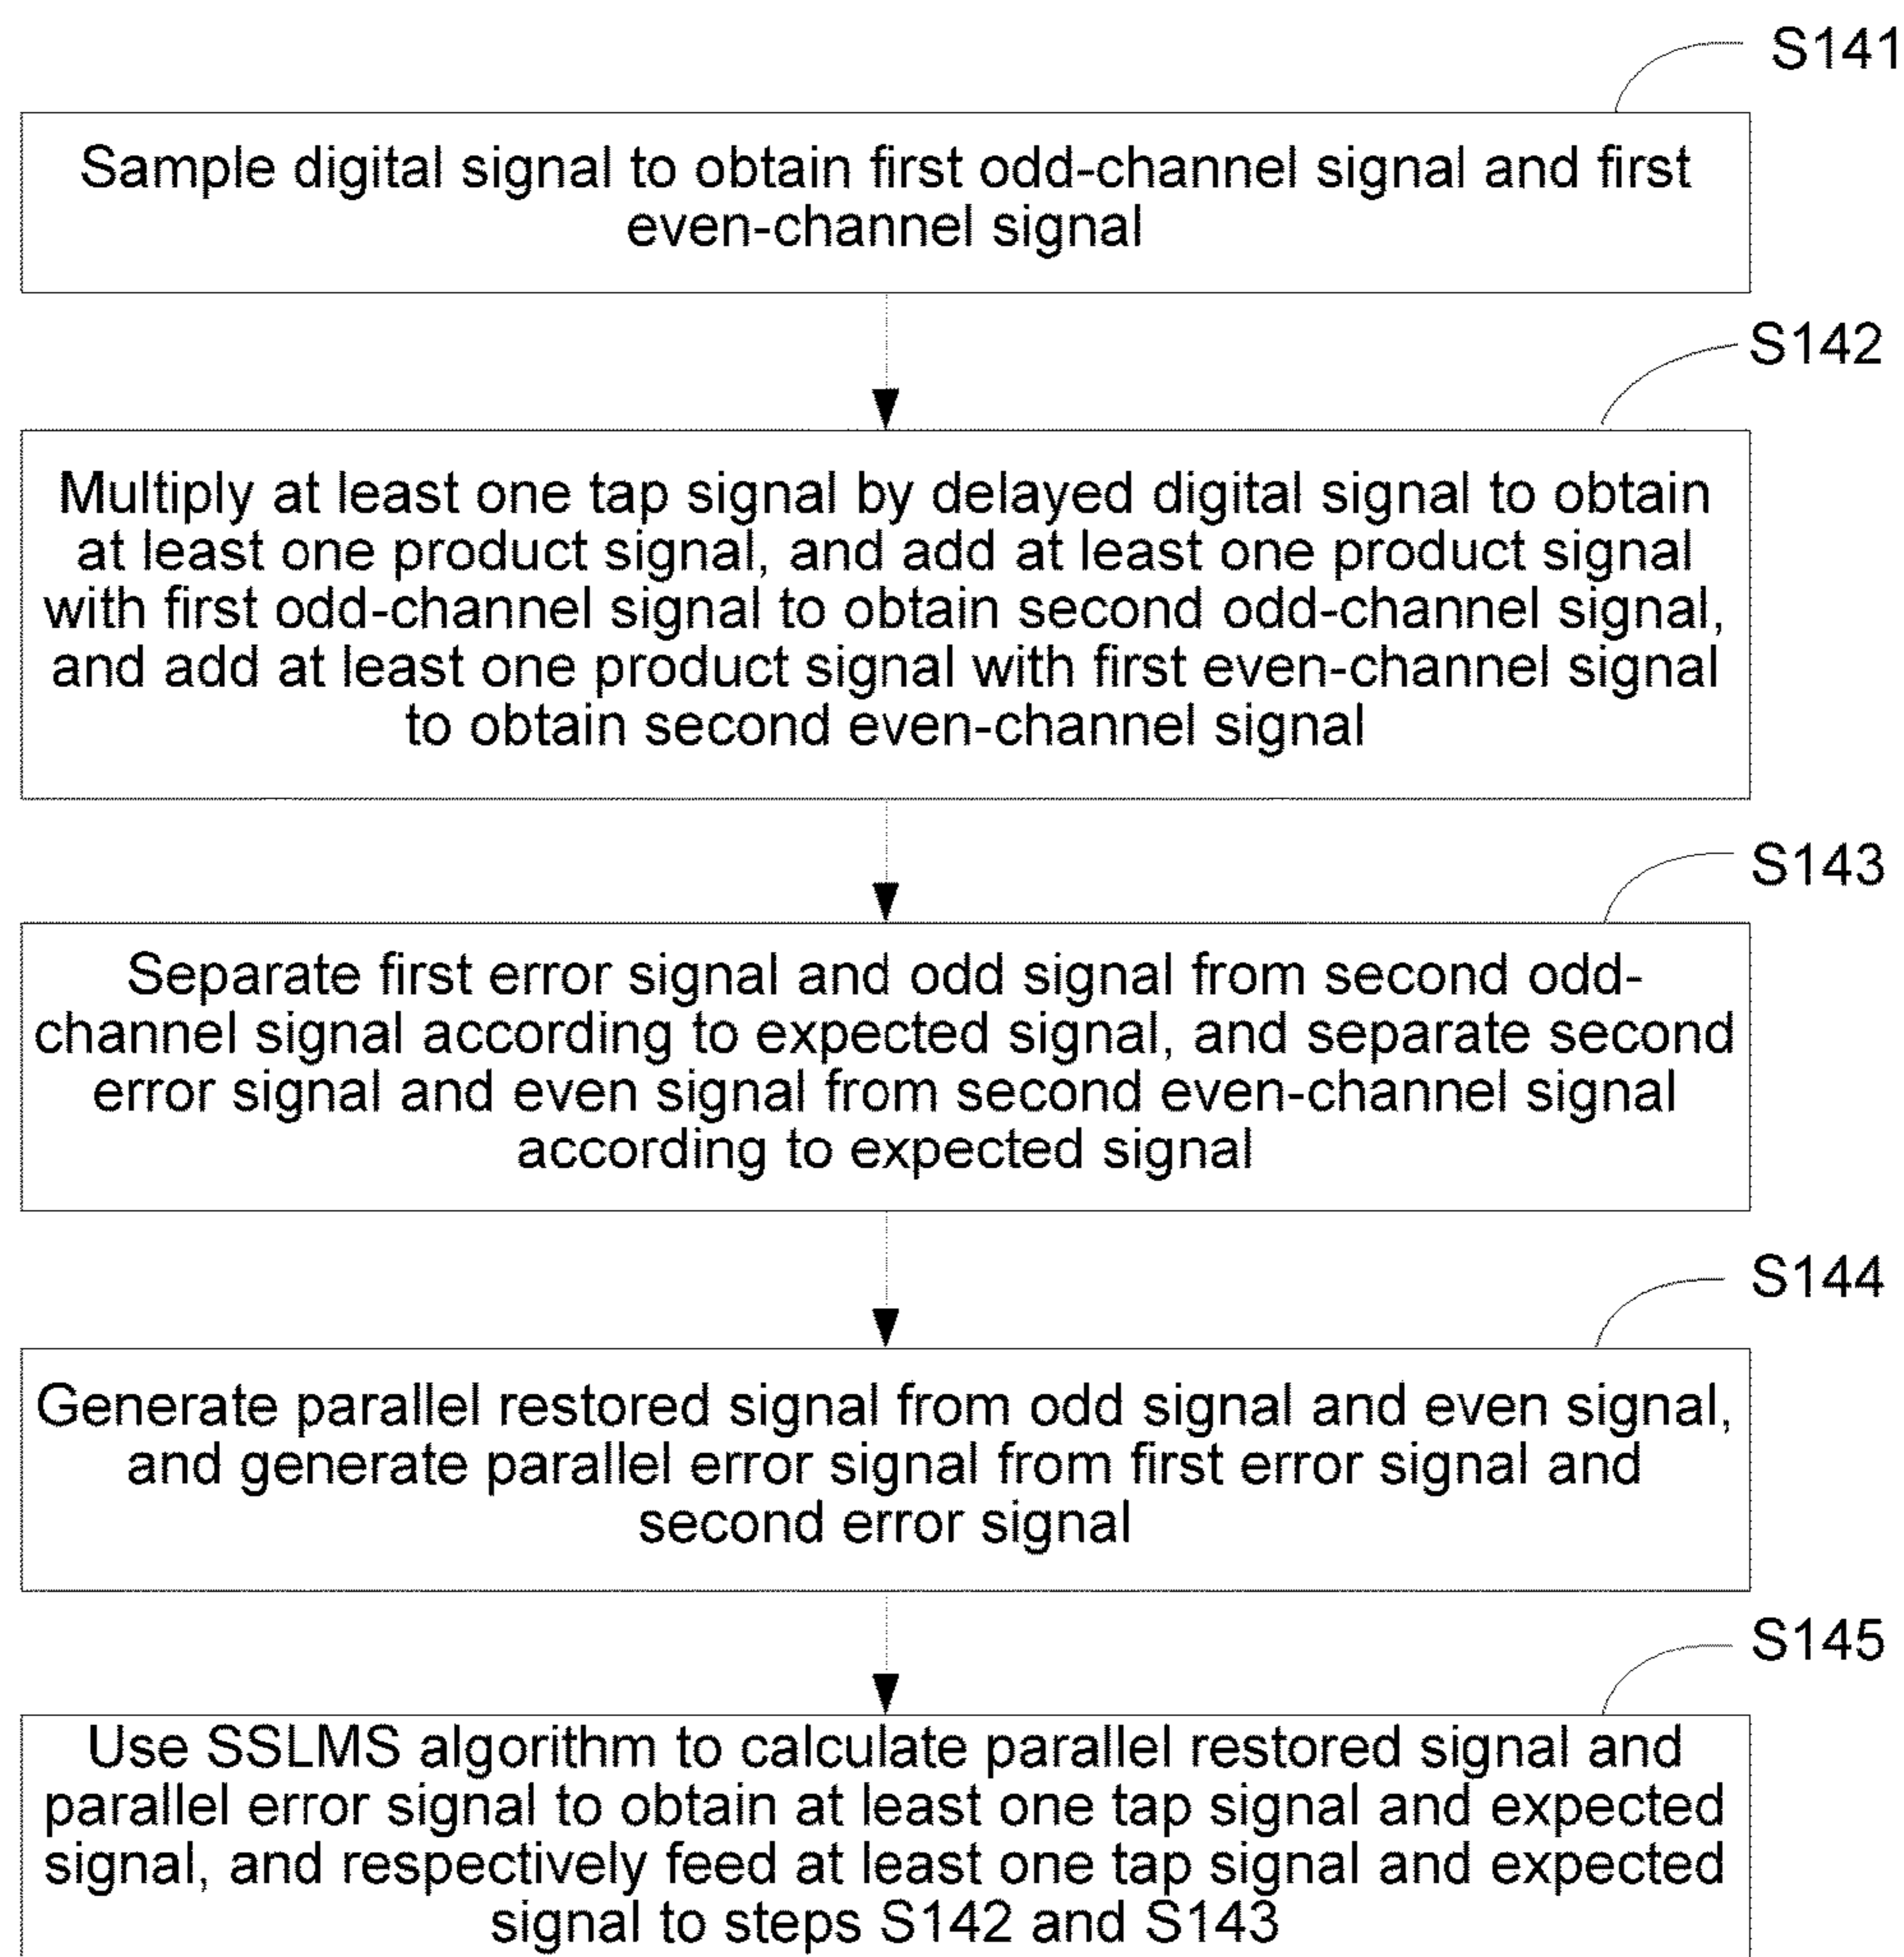 S141
Sample digital signal to obtain first odd-channel signal and first
even-channel signal
S142
Multiply at least one tap signal by delayed digital signal to obtain
at least one product signal, and add at least one product signal
with first odd-channel signal to obtain second odd-channel signal,
and add at least one product signal with first even-channel signal
to obtain second even-channel signal
S143
Separate first error signal and odd signal from second odd-
channel signal according to expected signal, and separate second
error signal and even signal from second even-channel signal
according to expected signal
S144
Generate parallel restored signal from odd signal and even signal,
and generate parallel error signal from first error signal and
second error signal
S145
Use SSLMS algorithm to calculate parallel restored signal and
parallel error signal to obtain at least one tap signal and expected
signal, and respectively feed at least one tap signal and expected
signal to steps S142 and S143